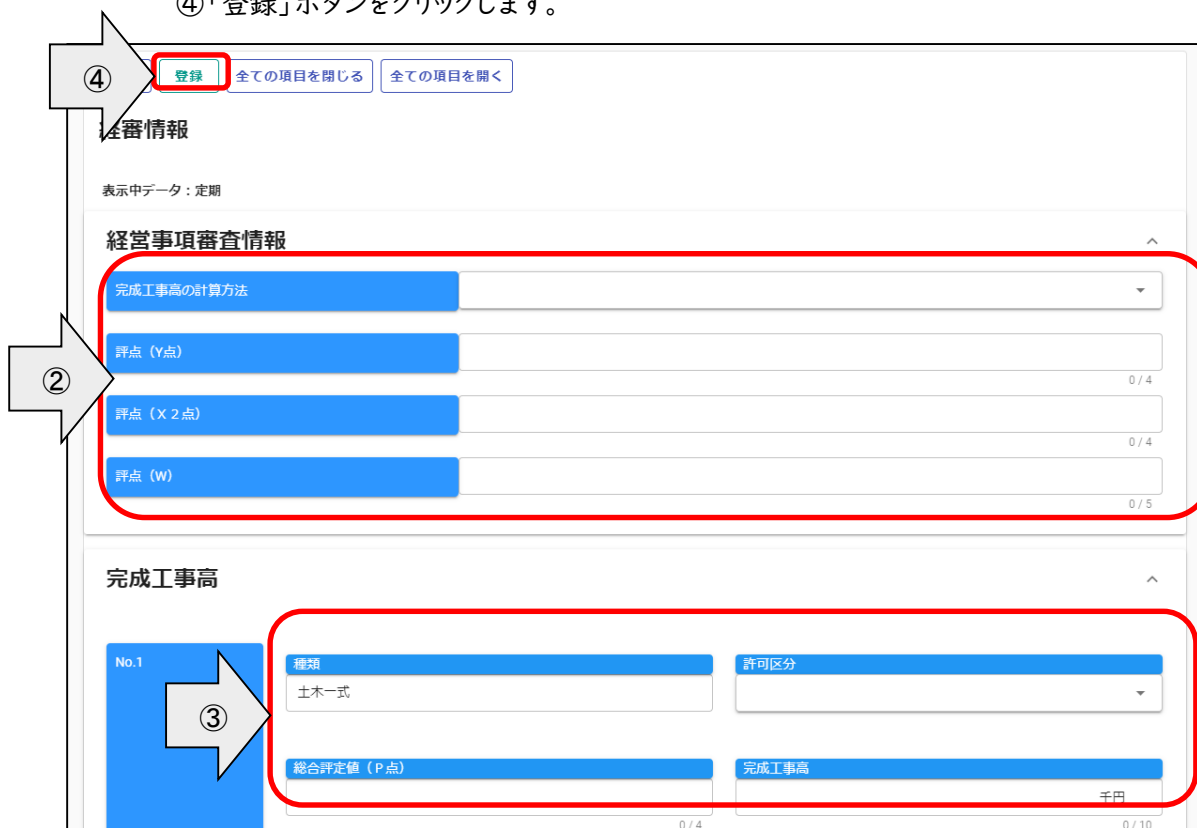 ④「登録」ボタンをクリックします。
④
登録 全ての項目を閉じる 全ての項目を開く
審情報
表示中データ：定期
経営事項審査情報
完成工事高の計算方法
②
評点（Y点）
0 / 4
評点（X２点）
0 / 4
評点（W）
0 / 5
完成工事高
No.1
③
種類 許可区分
土木一式
総合評定値（P点） 完成工事高
千円
0 / 4 0 / 10